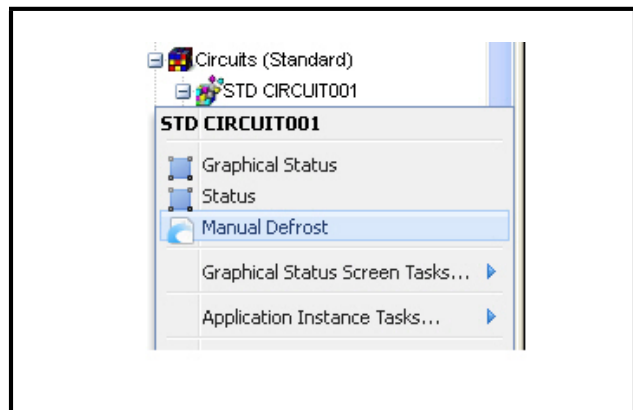 Circuits (Standard)
STD CIRCUIT001
STD CIRCUIT001
Graphical Status
Status
Manual Defrost
Graphical Status Screen Tasks...
Application Instance Tasks...